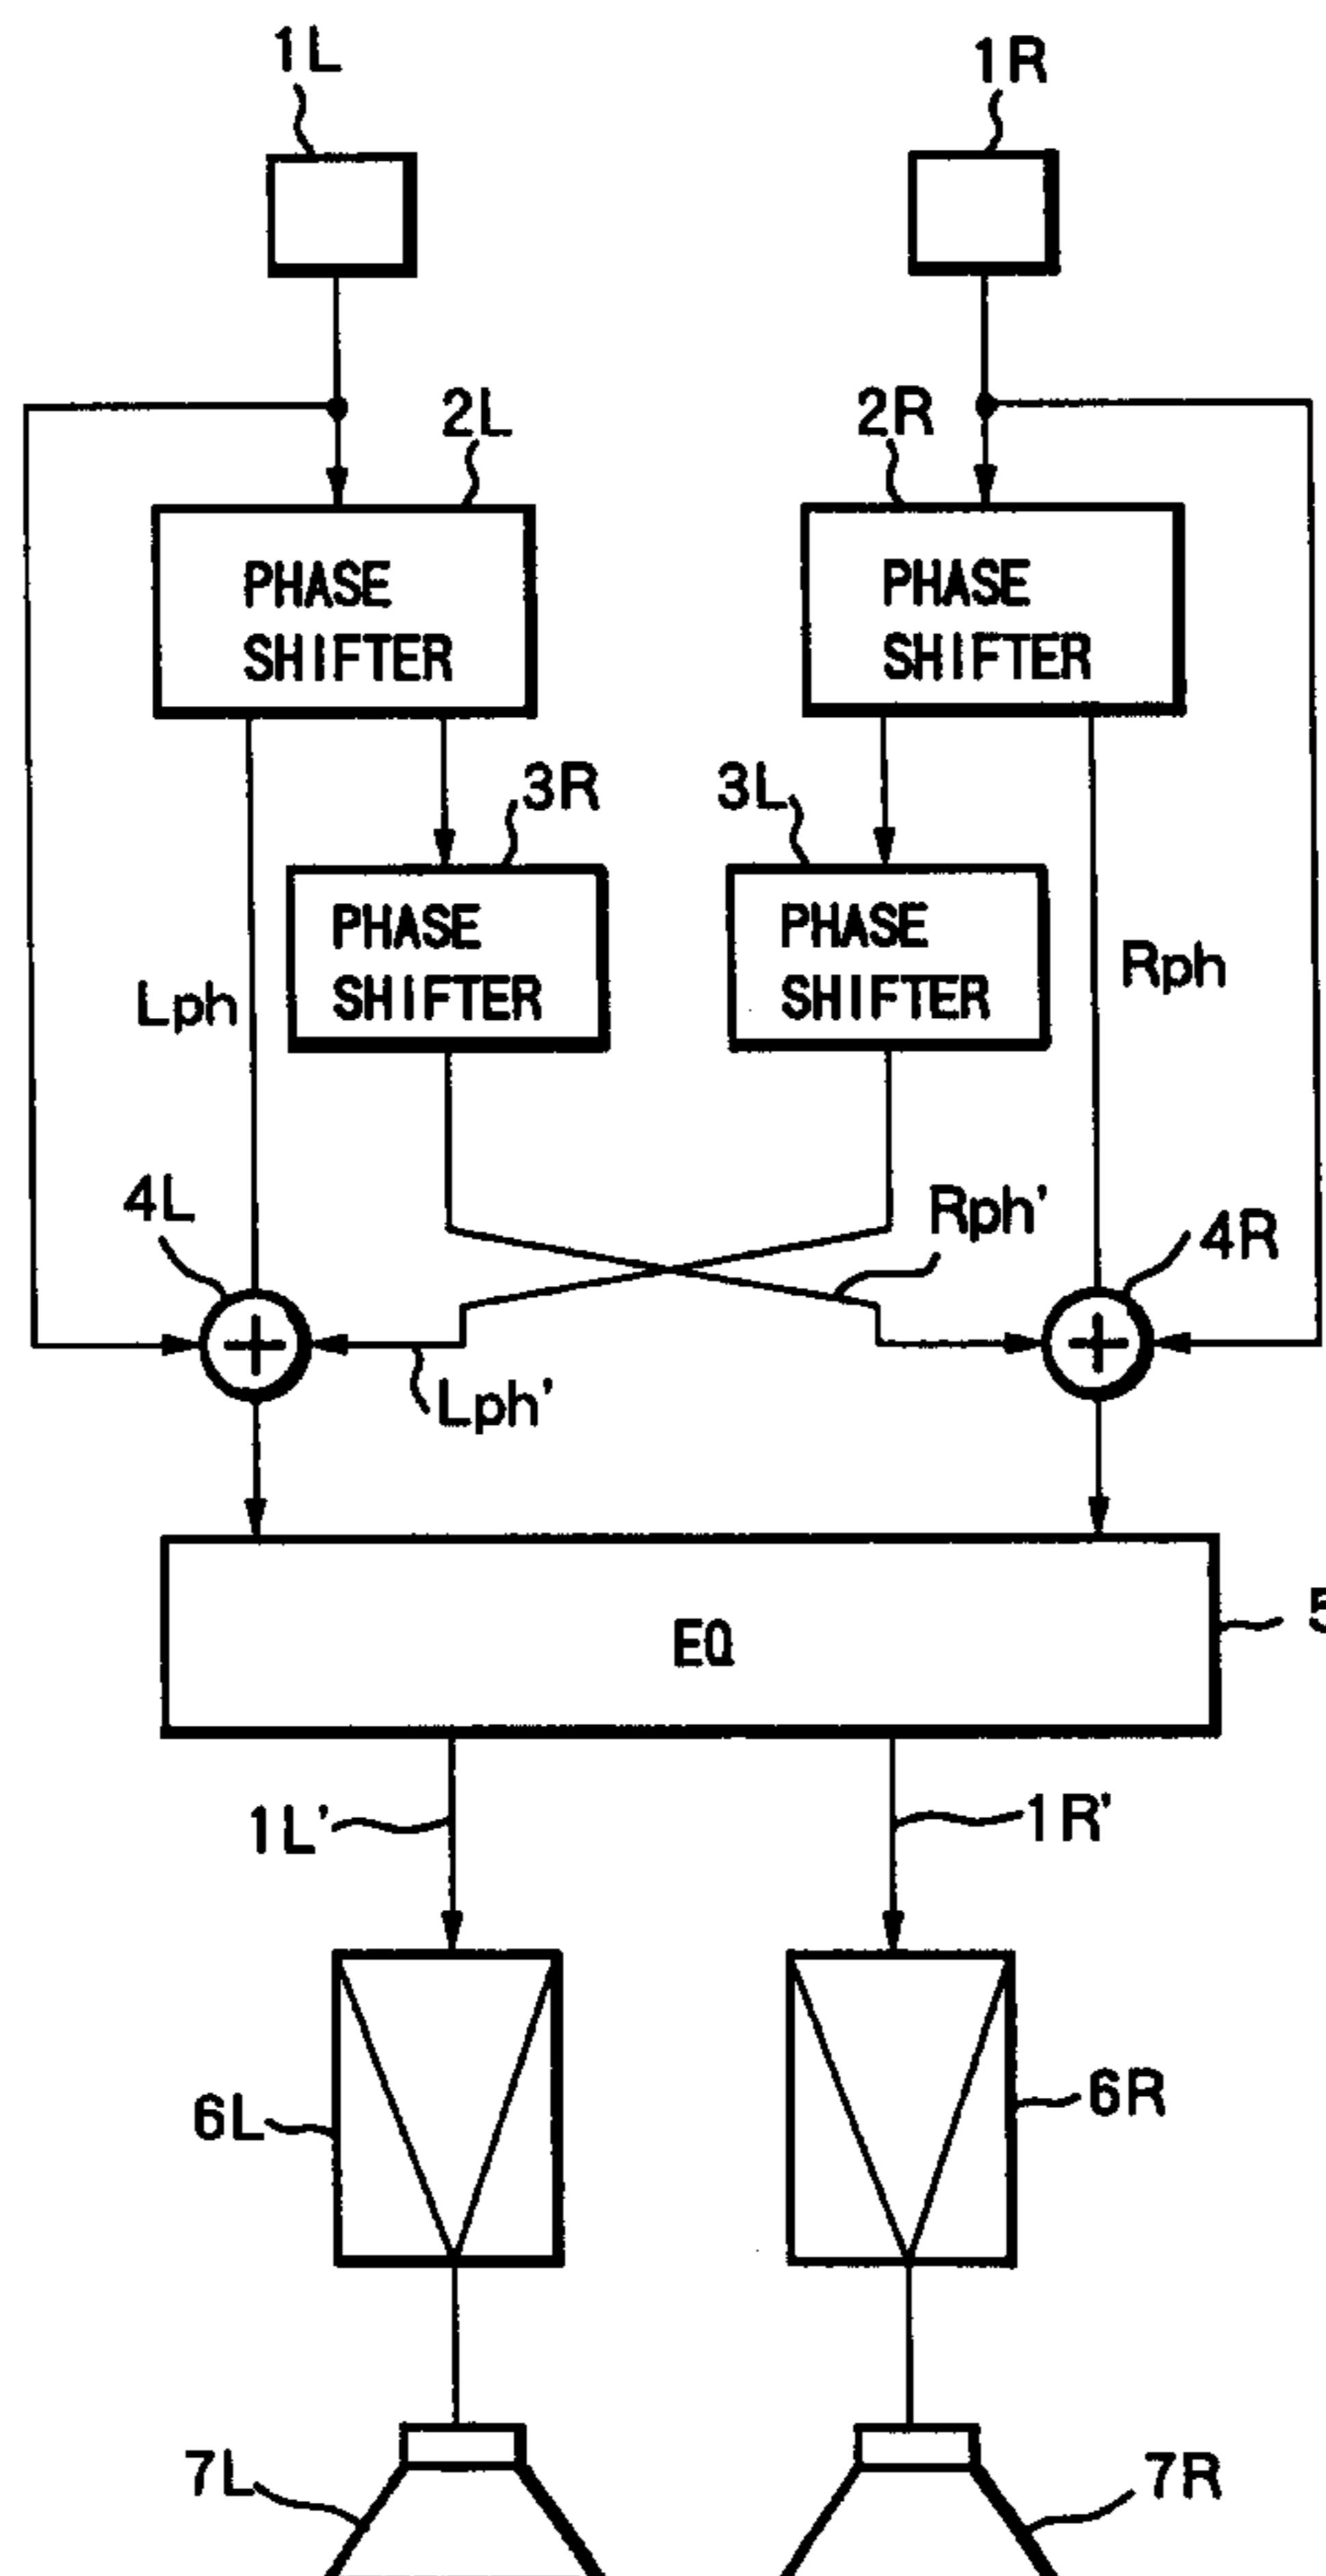 1L
1R
2L
2R
PHASE
SHIFTER
PHASE
SHIFTER
3R
3L
PHASE
SHIFTER
PHASE
SHIFTER
Lph
Rph
4L
Rph'
4R
Lph'
EQ
5
1L'
1R'
6L
6R
7L
7R